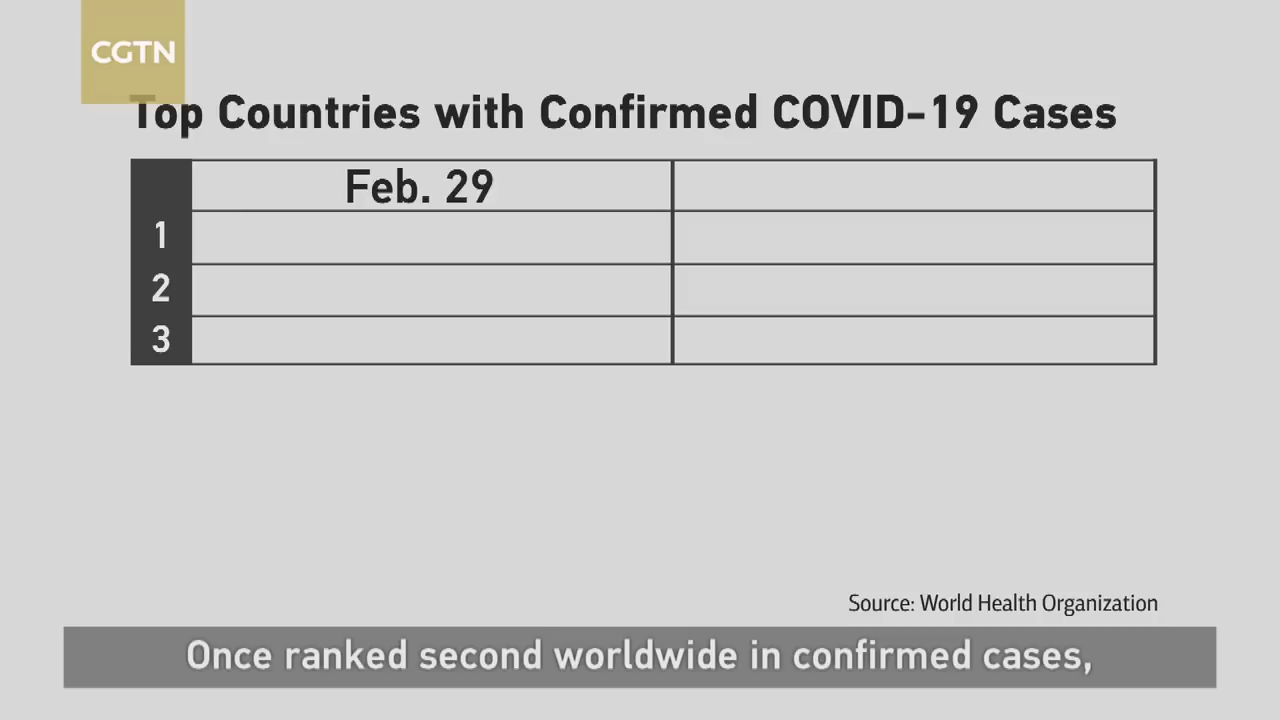 CGTN
Top Countries with Confirmed COVID-19 Cases
Feb. 29
1
2
3
Source: World Health Organization
Once ranked second worldwide in confirmed cases,